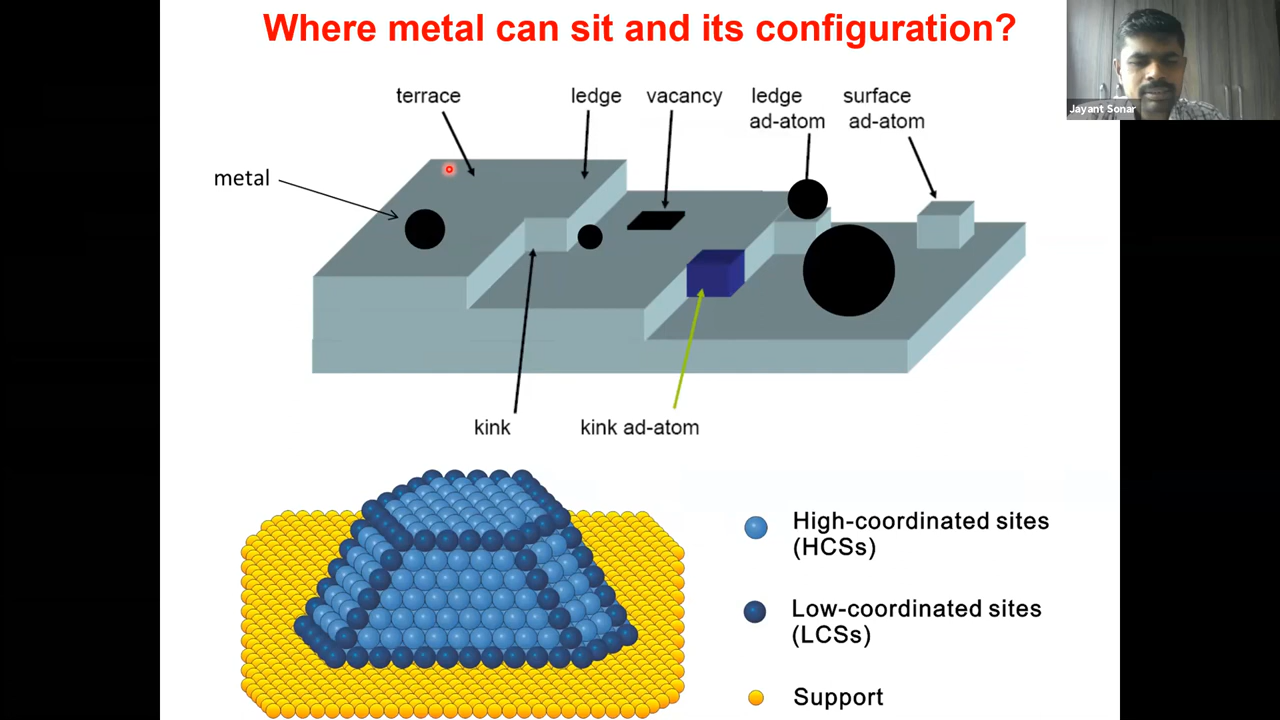 Where metal can sit and its configuration?
Jayant Sonar
terrace
ledge
vacancy
ledge
ad-atom
surface
ad-atom
metal
kink
kink ad-atom
High-coordinated sites
(HCSs)
Low-coordinated sites
(LCSs)
Support